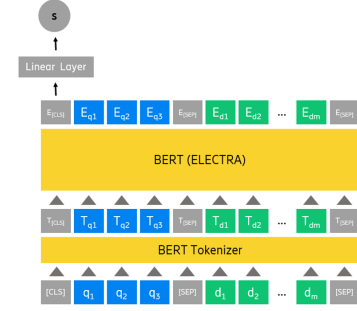 s
Linear Layer
E[CLS] Eq1 Eq2 Eq3 E[SEP] Ed1 Ed2 ... Edm E[SEP]
BERT (ELECTRA)
T[CLS] Tq1 Tq2 Tq3 T[SEP] Td1 Td2 ... Tdm T[SEP]
BERT Tokenizer
[CLS] q1 q2 q3 [SEP] d1 d2 ... dm [SEP]